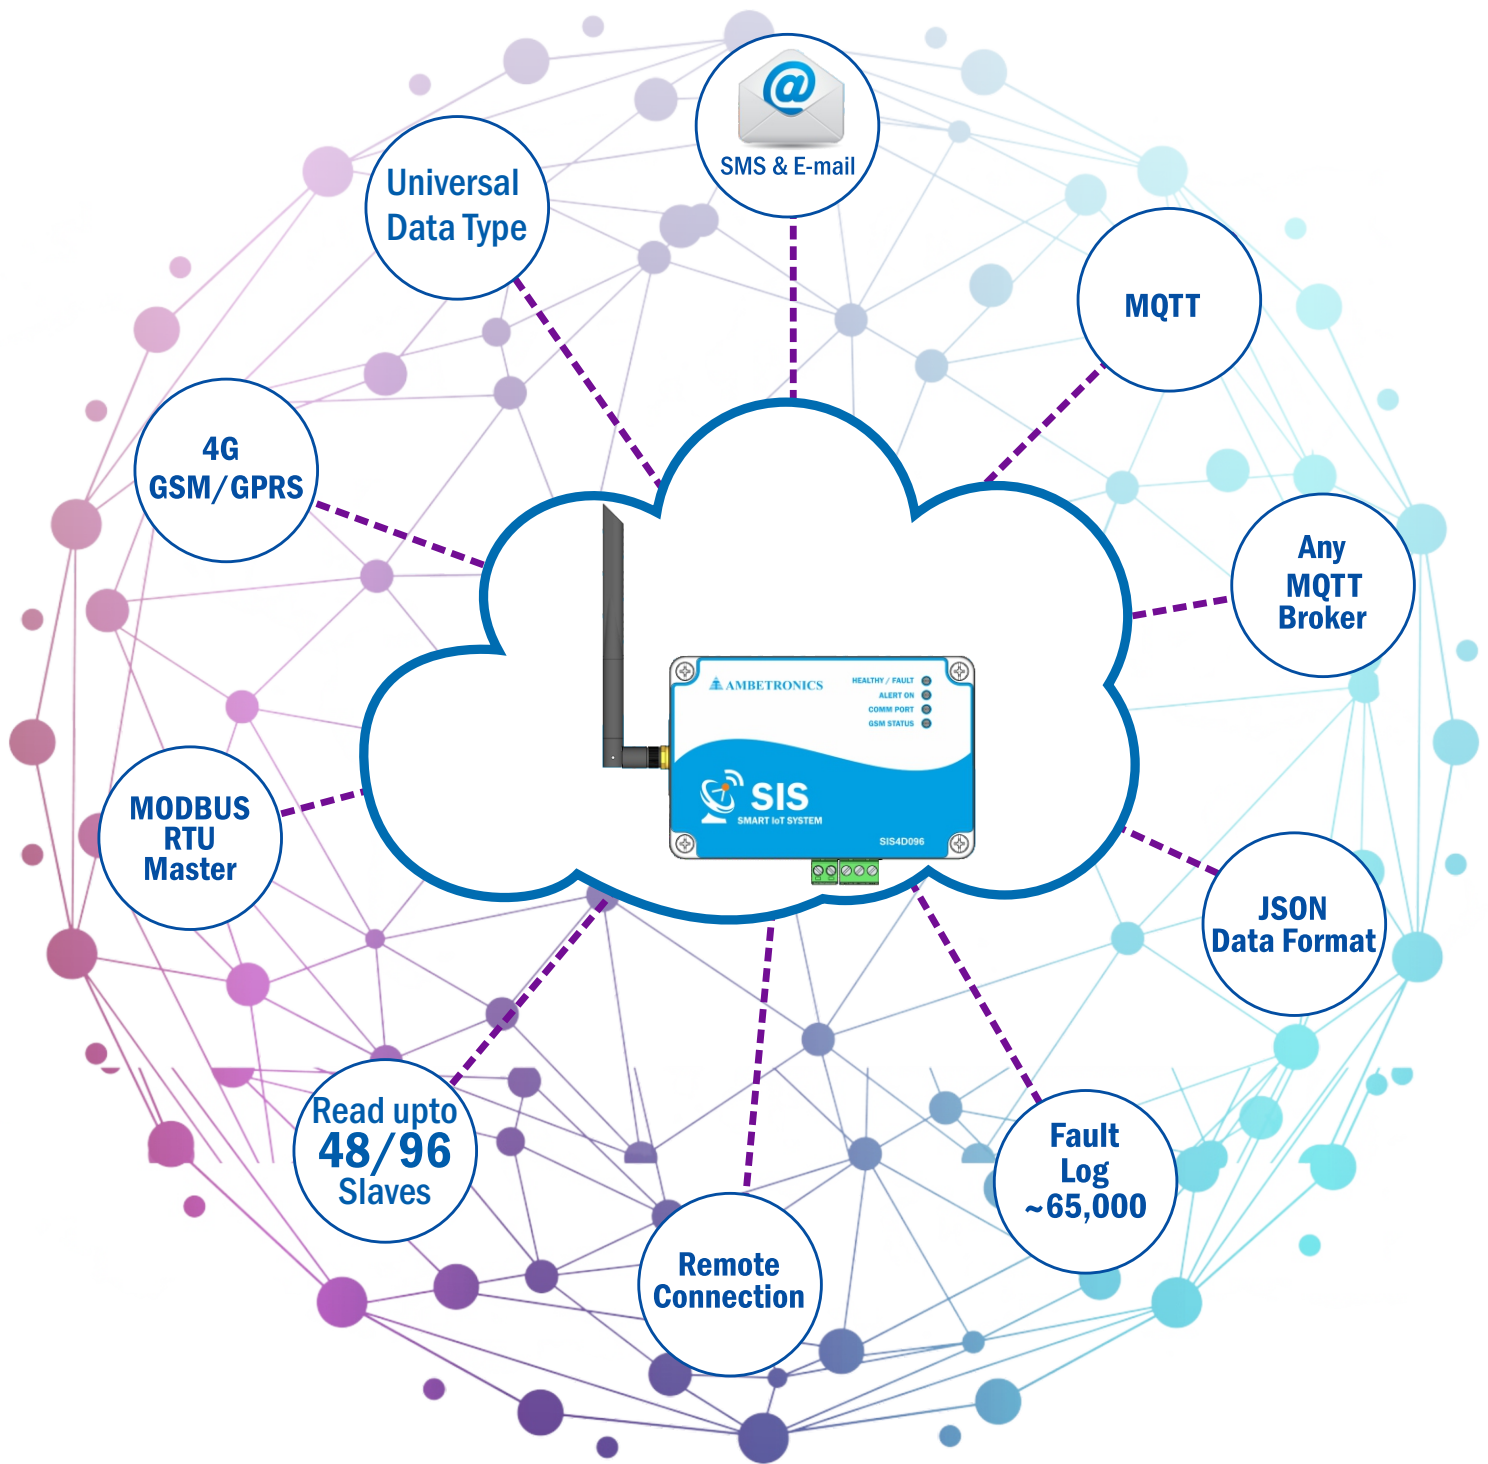 SMS & E-mail
Universal
Data Type
MQTT
4G
GSM/GPRS
Any
MQTT
Broker
AMBETRONICS
HEALTHY / FAULT
ALERT ON
COMM PORT
GSM STATUS
SIS
SMART IoT SYSTEM
SIS4D096
MODBUS
RTU
Master
JSON
Data Format
Read upto
48/96
Slaves
Fault
Log
~65,000
Remote
Connection